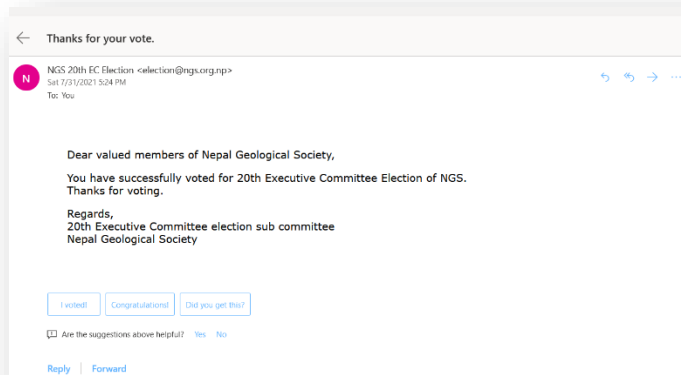 Thanks for your vote.
N
NGS 20th EC Election <election@ngs.org.np>
Sat 7/31/2021 5:24 PM
To: You
Dear valued members of Nepal Geological Society,
You have successfully voted for 20th Executive Committee Election of NGS.
Thanks for voting.
Regards,
20th Executive Committee election sub committee
Nepal Geological Society
I voted! Congratulations! Did you get this?
Are the suggestions above helpful? Yes No
Reply Forward